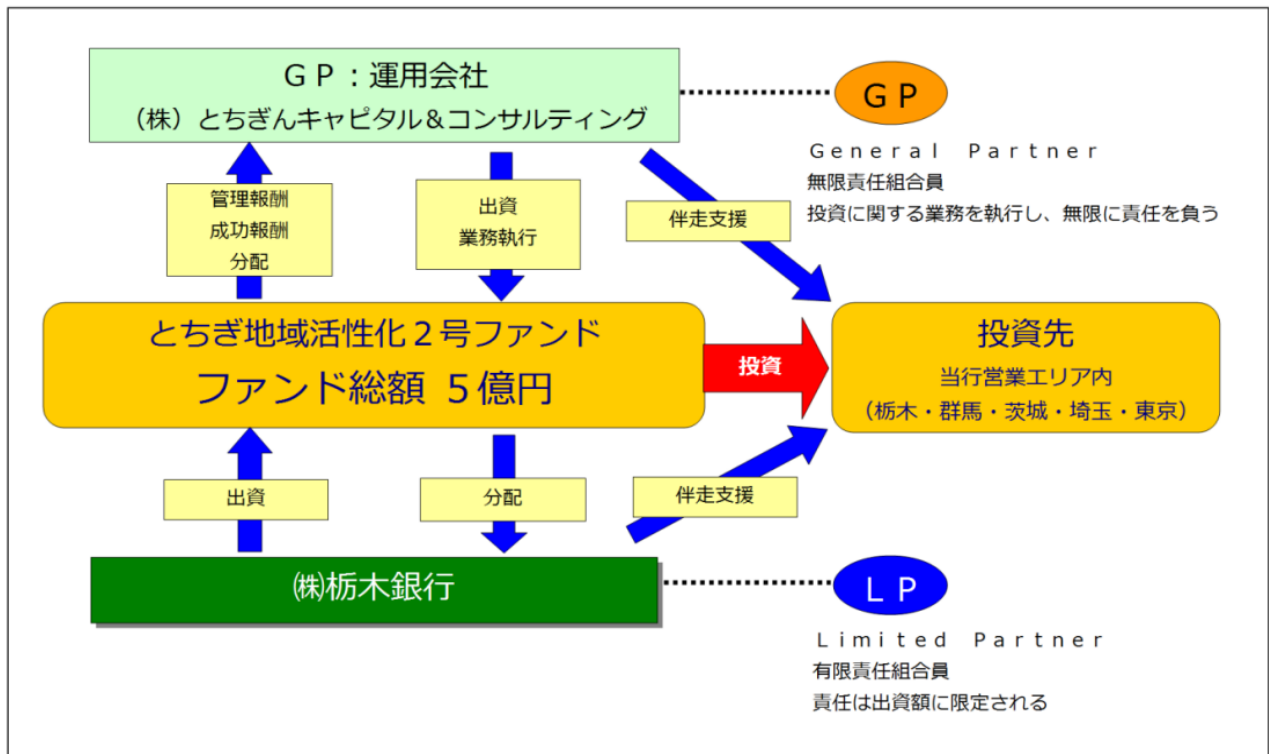 ＧＰ：運用会社
（株）とちぎんキャピタル＆コンサルティング
ＧＰ
Ｇｅｎｅｒａｌ　Ｐａｒｔｎｅｒ
無限責任組合員
投資に関する業務を執行し、無限に責任を負う
管理報酬
成功報酬
分配
出資
業務執行
伴走支援
とちぎ地域活性化２号ファンド
ファンド総額 ５億円
投資
投資先
当行営業エリア内
（栃木・群馬・茨城・埼玉・東京）
出資
分配
伴走支援
㈱栃木銀行
ＬＰ
Ｌｉｍｉｔｅｄ　Ｐａｒｔｎｅｒ
有限責任組合員
責任は出資額に限定される